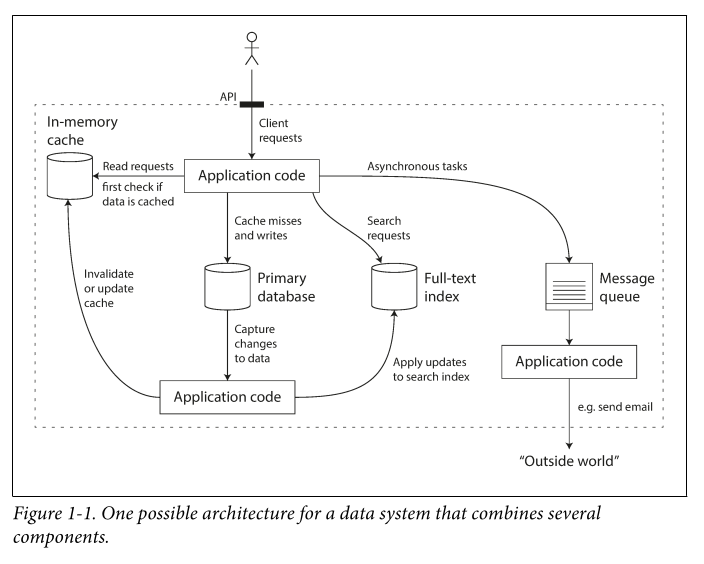 API
Client
requests
In-memory
cache
Read requests
first check if
data is cached
Application code
Asynchronous tasks
Cache misses
and writes
Search
requests
Invalidate
or update
cache
Primary
database
Full-text
index
Message
queue
Capture
changes
to data
Apply updates
to search index
Application code
Application code
e.g. send email
“Outside world”
Figure 1-1. One possible architecture for a data system that combines several
components.